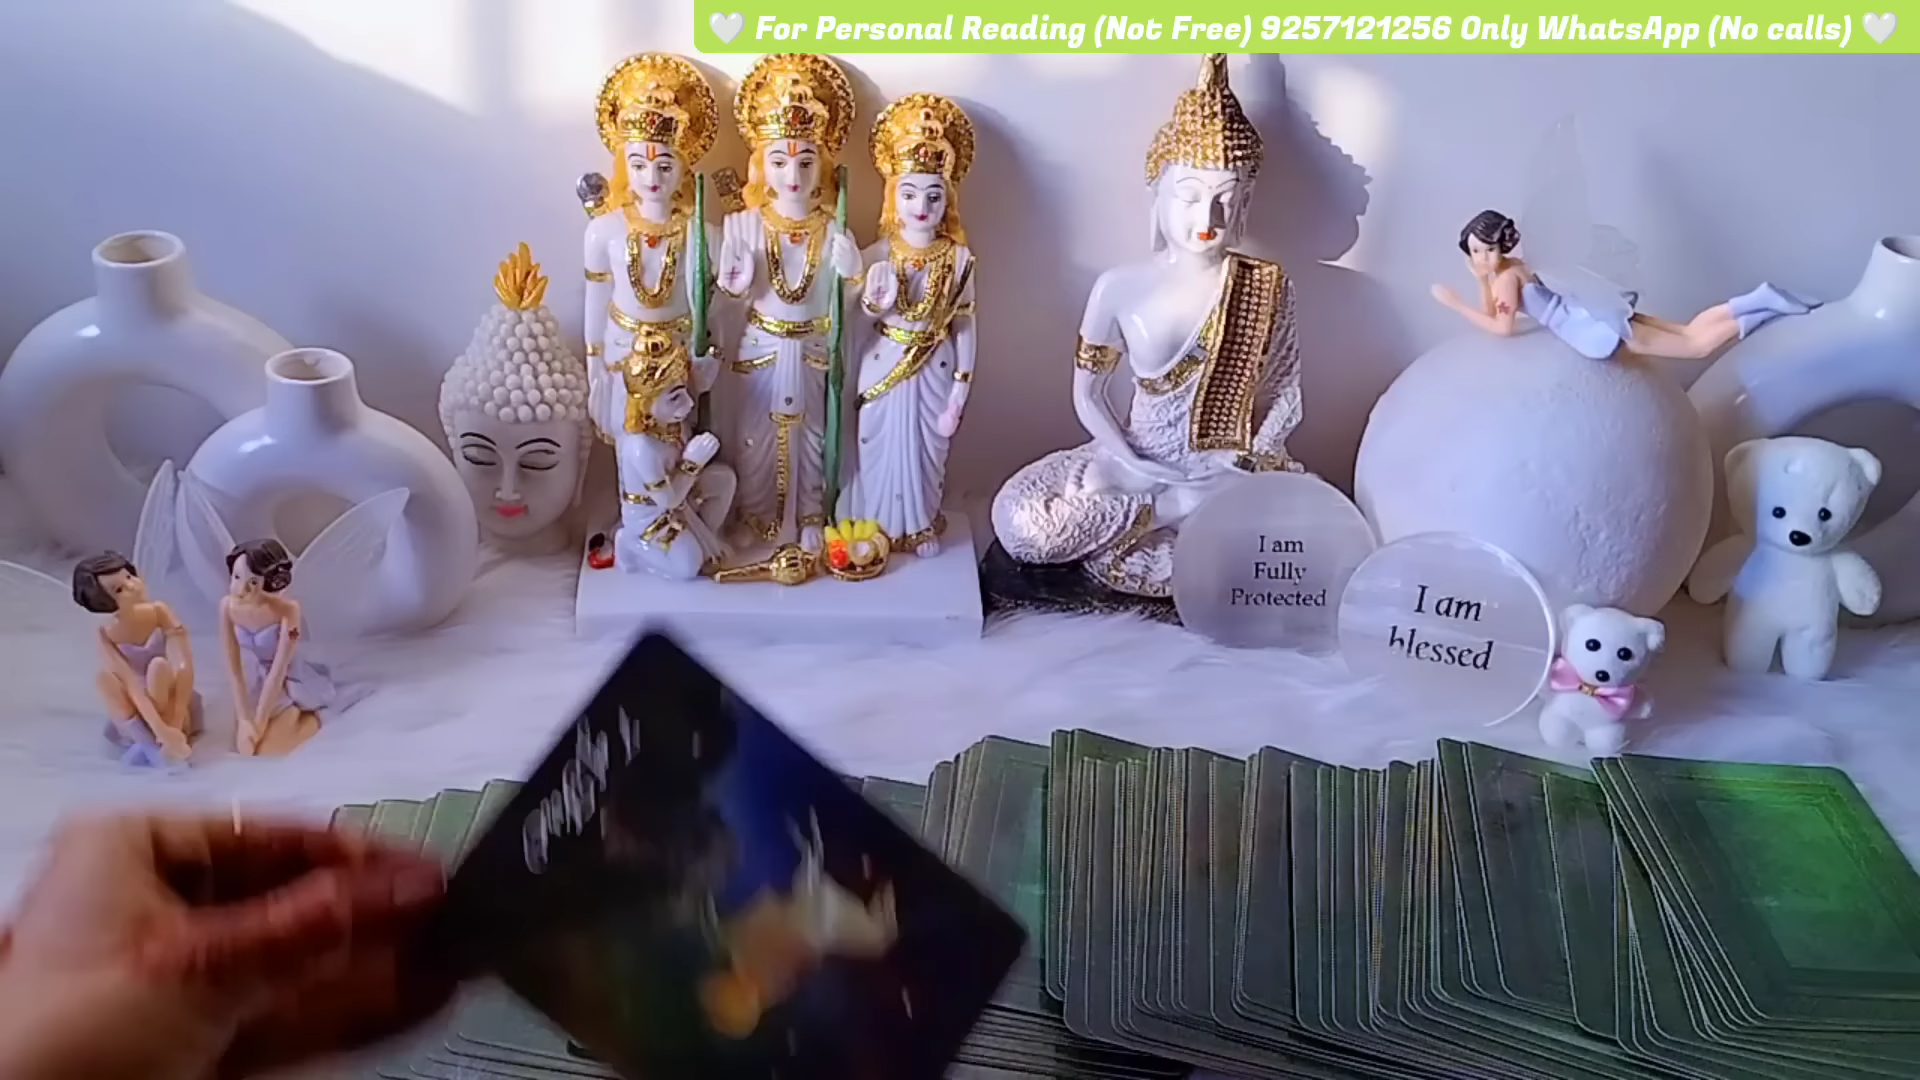 🤍 For Personal Reading (Not Free) 9257121256 Only WhatsApp (No calls) 🤍
I am
Fully
Protected
I am
blessed